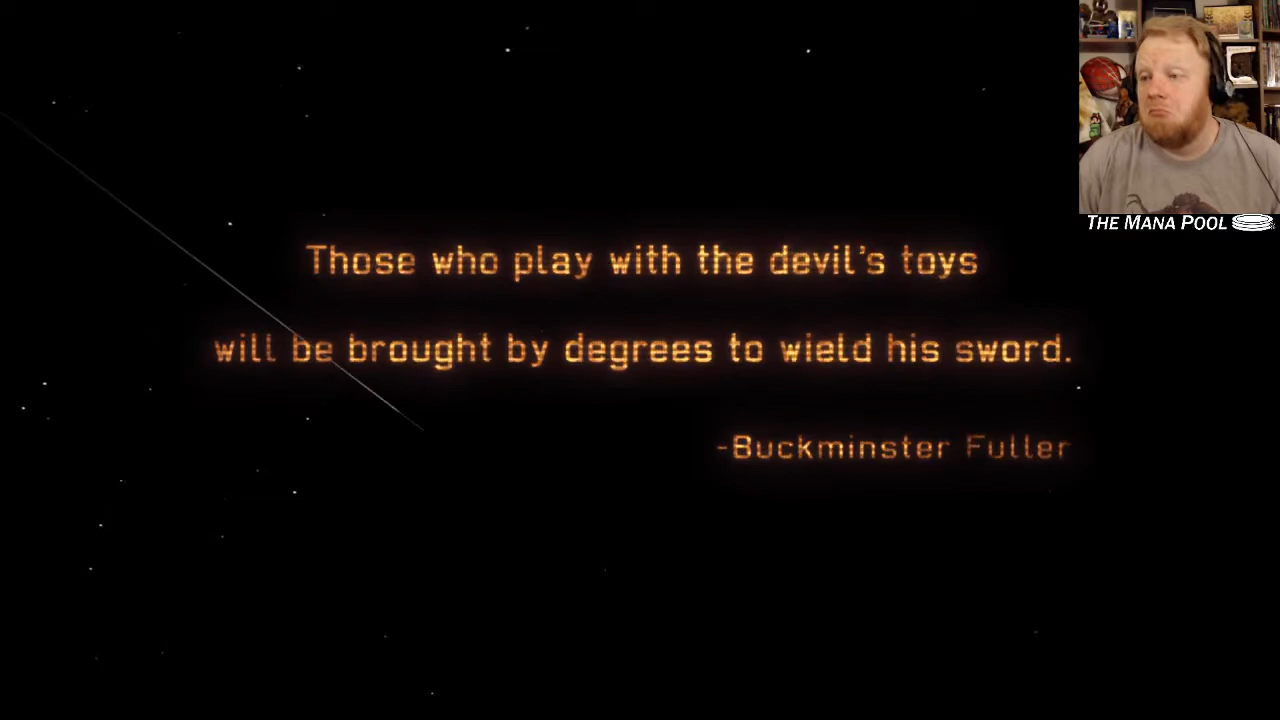 Those who play with the devil's toys
will be brought by degrees to wield his sword.
-Buckminster Fuller
THE MANA POOL